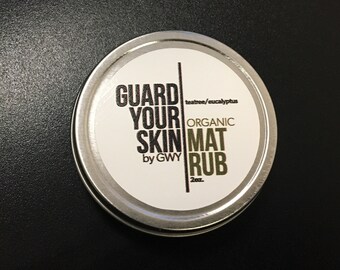 GUARD
YOUR
SKIN
by GWY
teatree/eucalyptus
ORGANIC
MAT
RUB
2oz.